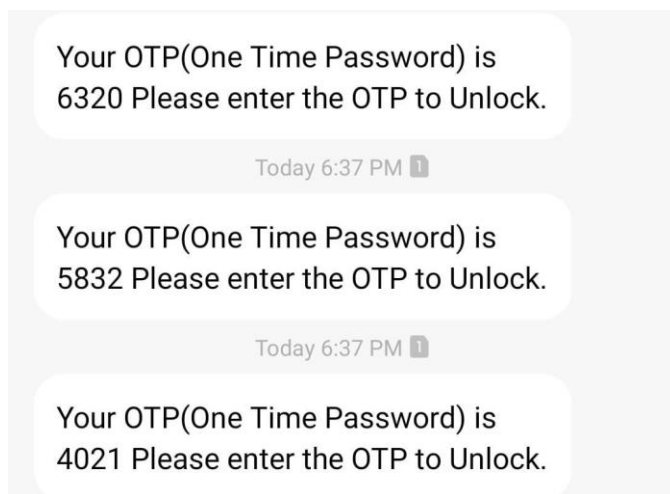 Your OTP(One Time Password) is
6320 Please enter the OTP to Unlock.
Today 6:37 PM 1
Your OTP(One Time Password) is
5832 Please enter the OTP to Unlock.
Today 6:37 PM 1
Your OTP(One Time Password) is
4021 Please enter the OTP to Unlock.